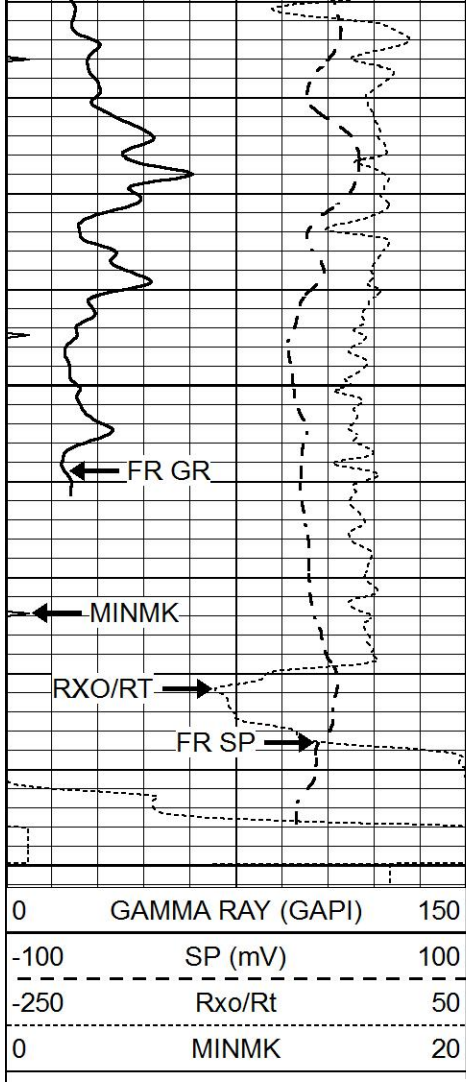 FR GR
MINMK
RXO/RT
FR SP
0 GAMMA RAY (GAPI) 150
-100 SP (mV) 100
-250 Rxo/Rt 50
0 MINMK 20